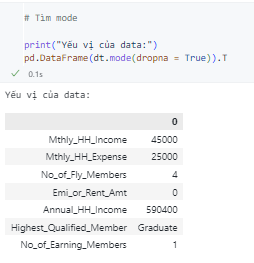 # Tìm mode
print("Yếu vị của data:")
pd.DataFrame(dt.mode(dropna = True)).T
0.1s
Yếu vị của data:
0
Mthly_HH_Income 45000
Mthly_HH_Expense 25000
No_of_Fly_Members 4
Emi_or_Rent_Amt 0
Annual_HH_Income 590400
Highest_Qualified_Member Graduate
No_of_Earning_Members 1